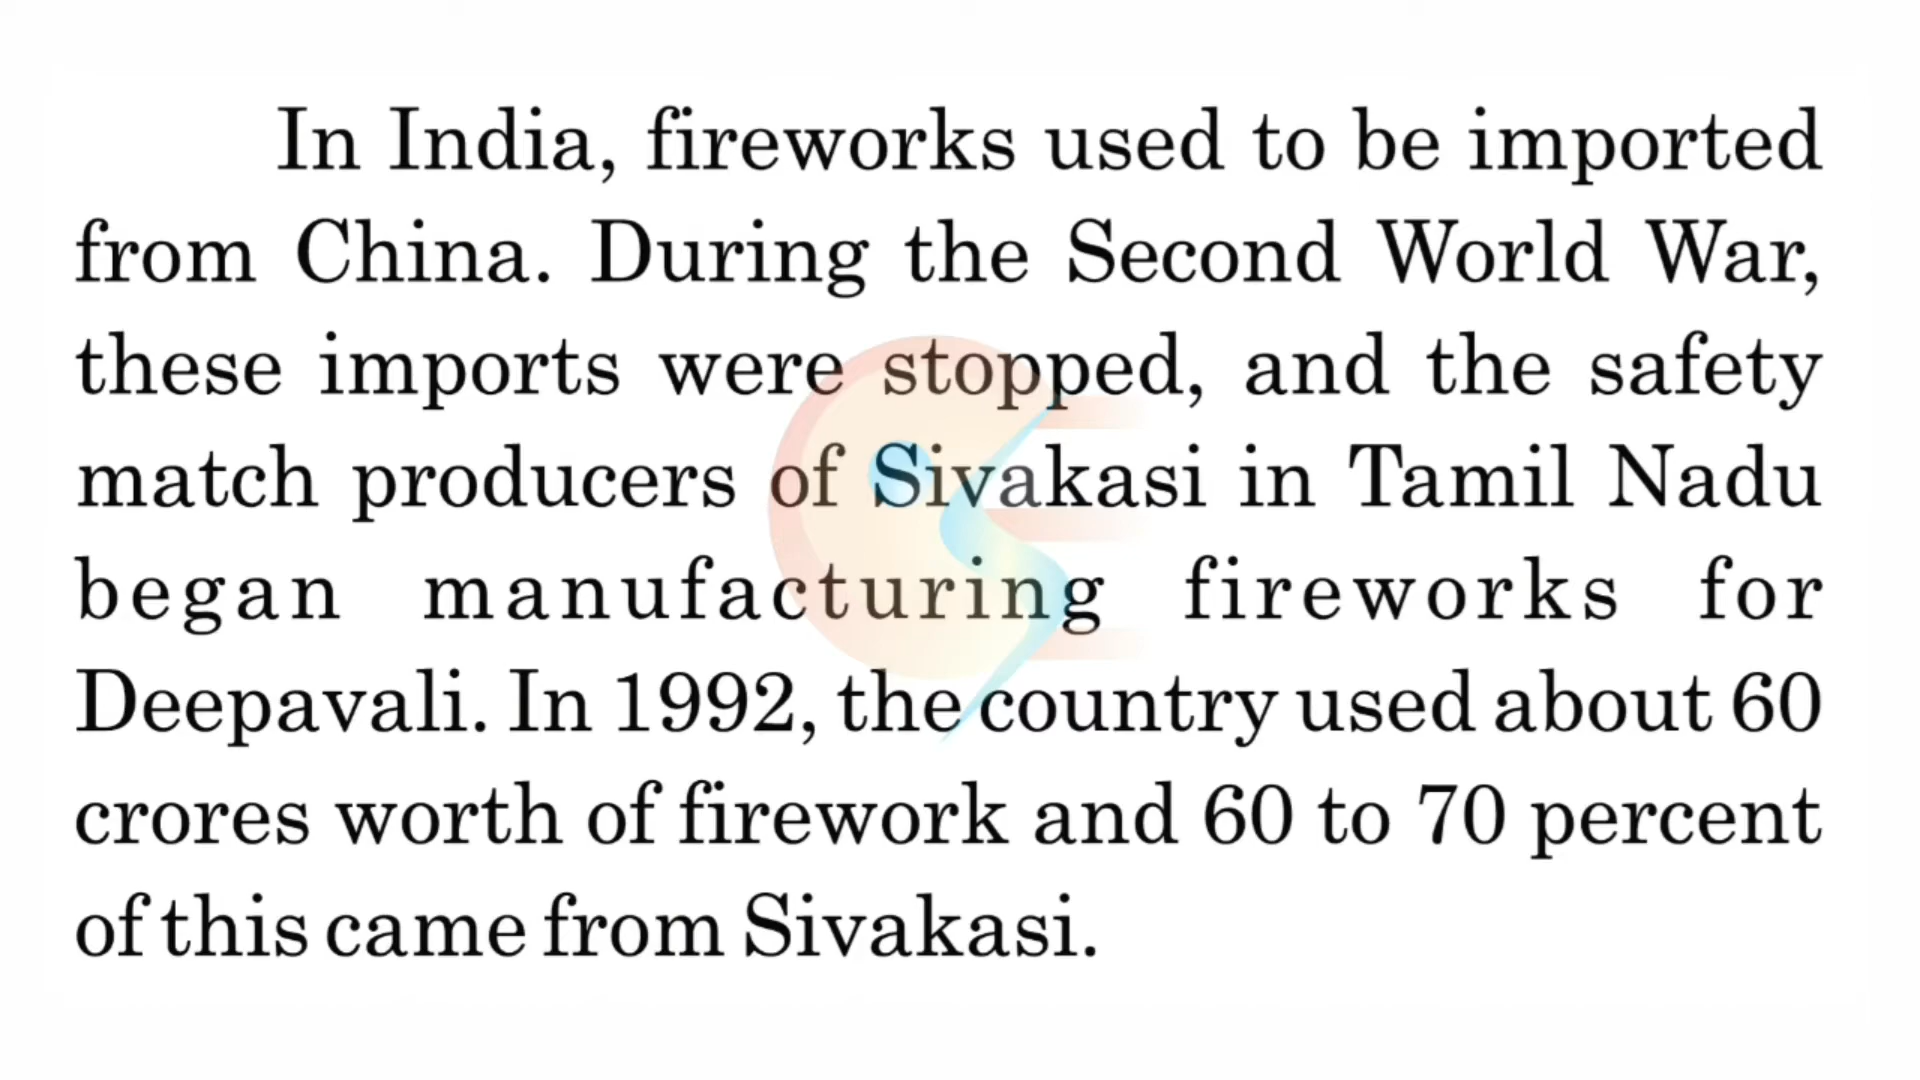 In India, fireworks used to be imported
from China. During the Second World War,
these imports were stopped, and the safety
match producers of Sivakasi in Tamil Nadu
began manufacturing fireworks for
Deepavali. In 1992, the country used about 60
crores worth of firework and 60 to 70 percent
of this came from Sivakasi.